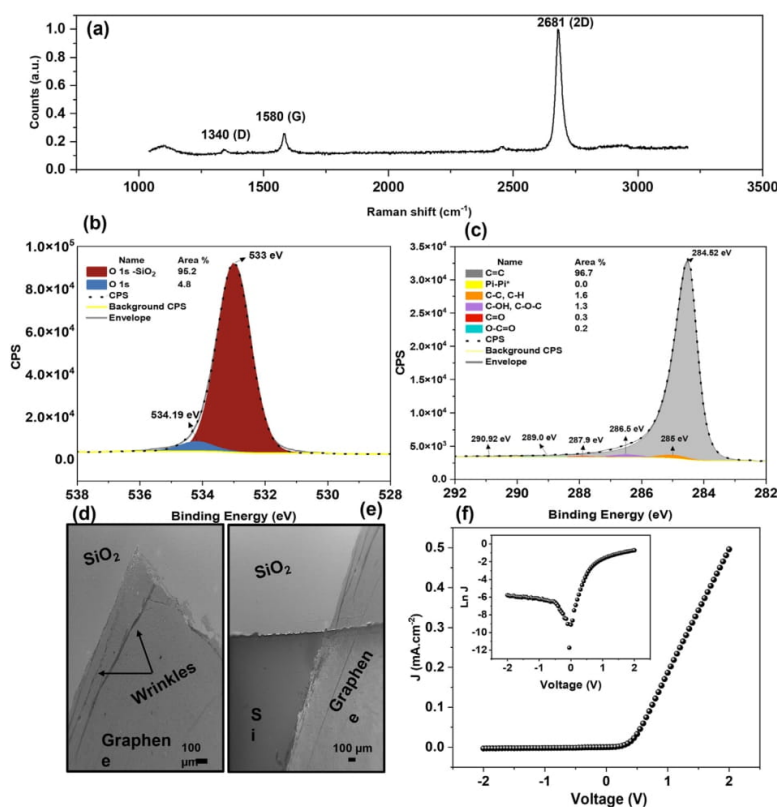 (a)
2681 (2D)
1580 (G)
1340 (D)
Counts (a.u.)
1.0
0.8
0.6
0.4
0.2
0.0
1000 1500 2000 2500 3000 3500
Raman shift (cm⁻¹)
(b)
1.0×10⁵
8.0×10⁴
6.0×10⁴
4.0×10⁴
2.0×10⁴
0.0
CPS
Name Area %
O 1s -SiO₂ 95.2
O 1s 4.8
CPS
Background CPS
Envelope
533 eV
534.19 eV
538 536 534 532 530 528
Binding Energy (eV)
(c)
3.5×10⁴
3.0×10⁴
2.5×10⁴
2.0×10⁴
1.5×10⁴
1.0×10⁴
5.0×10³
0.0
CPS
Name Area %
C=C 96.7
Pi-Pi* 0.0
C-C, C-H 1.6
C-OH, C-O-C 1.3
C=O 0.3
O-C=O 0.2
CPS
Background CPS
Envelope
284.52 eV
290.92 eV
289.0 eV
287.9 eV
286.5 eV
285 eV
292 290 288 286 284 282
Binding Energy (eV)
(d)
SiO₂
Wrinkles
Graphen
e
100
µm
(e)
SiO₂
S
i
Graphen
e
100 µm
(f)
0.5
0.4
0.3
0.2
0.1
0.0
J (mA.cm⁻²)
0
-2
-4
-6
-8
-10
-12
Ln J
-2 -1 0 1 2
Voltage (V)
-2 -1 0 1 2
Voltage (V)